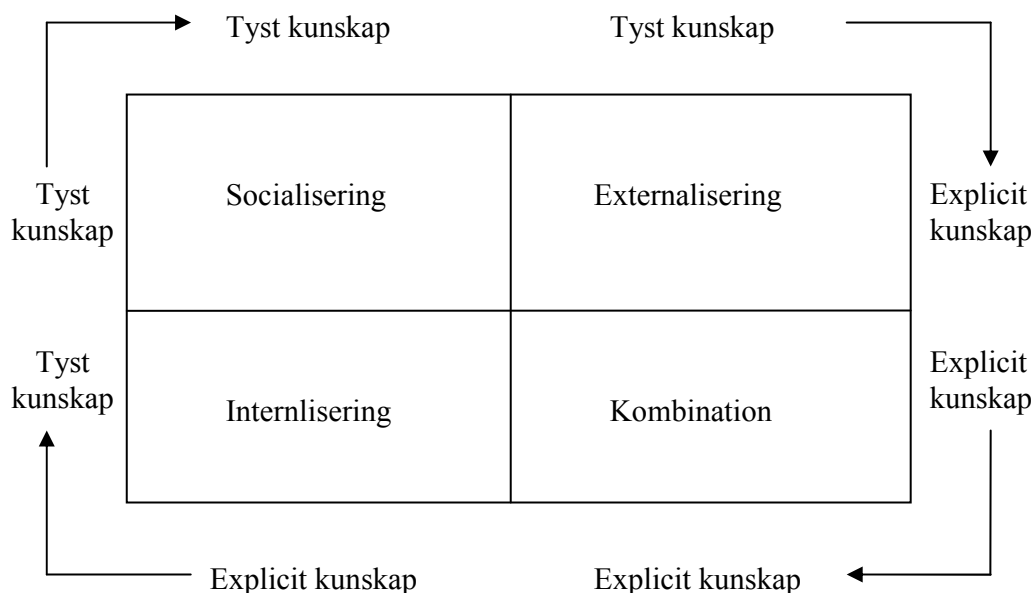 Tyst kunskap
Tyst kunskap
Tyst
kunskap
Socialisering
Externalisering
Explicit
kunskap
Tyst
kunskap
Internlisering
Kombination
Explicit
kunskap
Explicit kunskap
Explicit kunskap